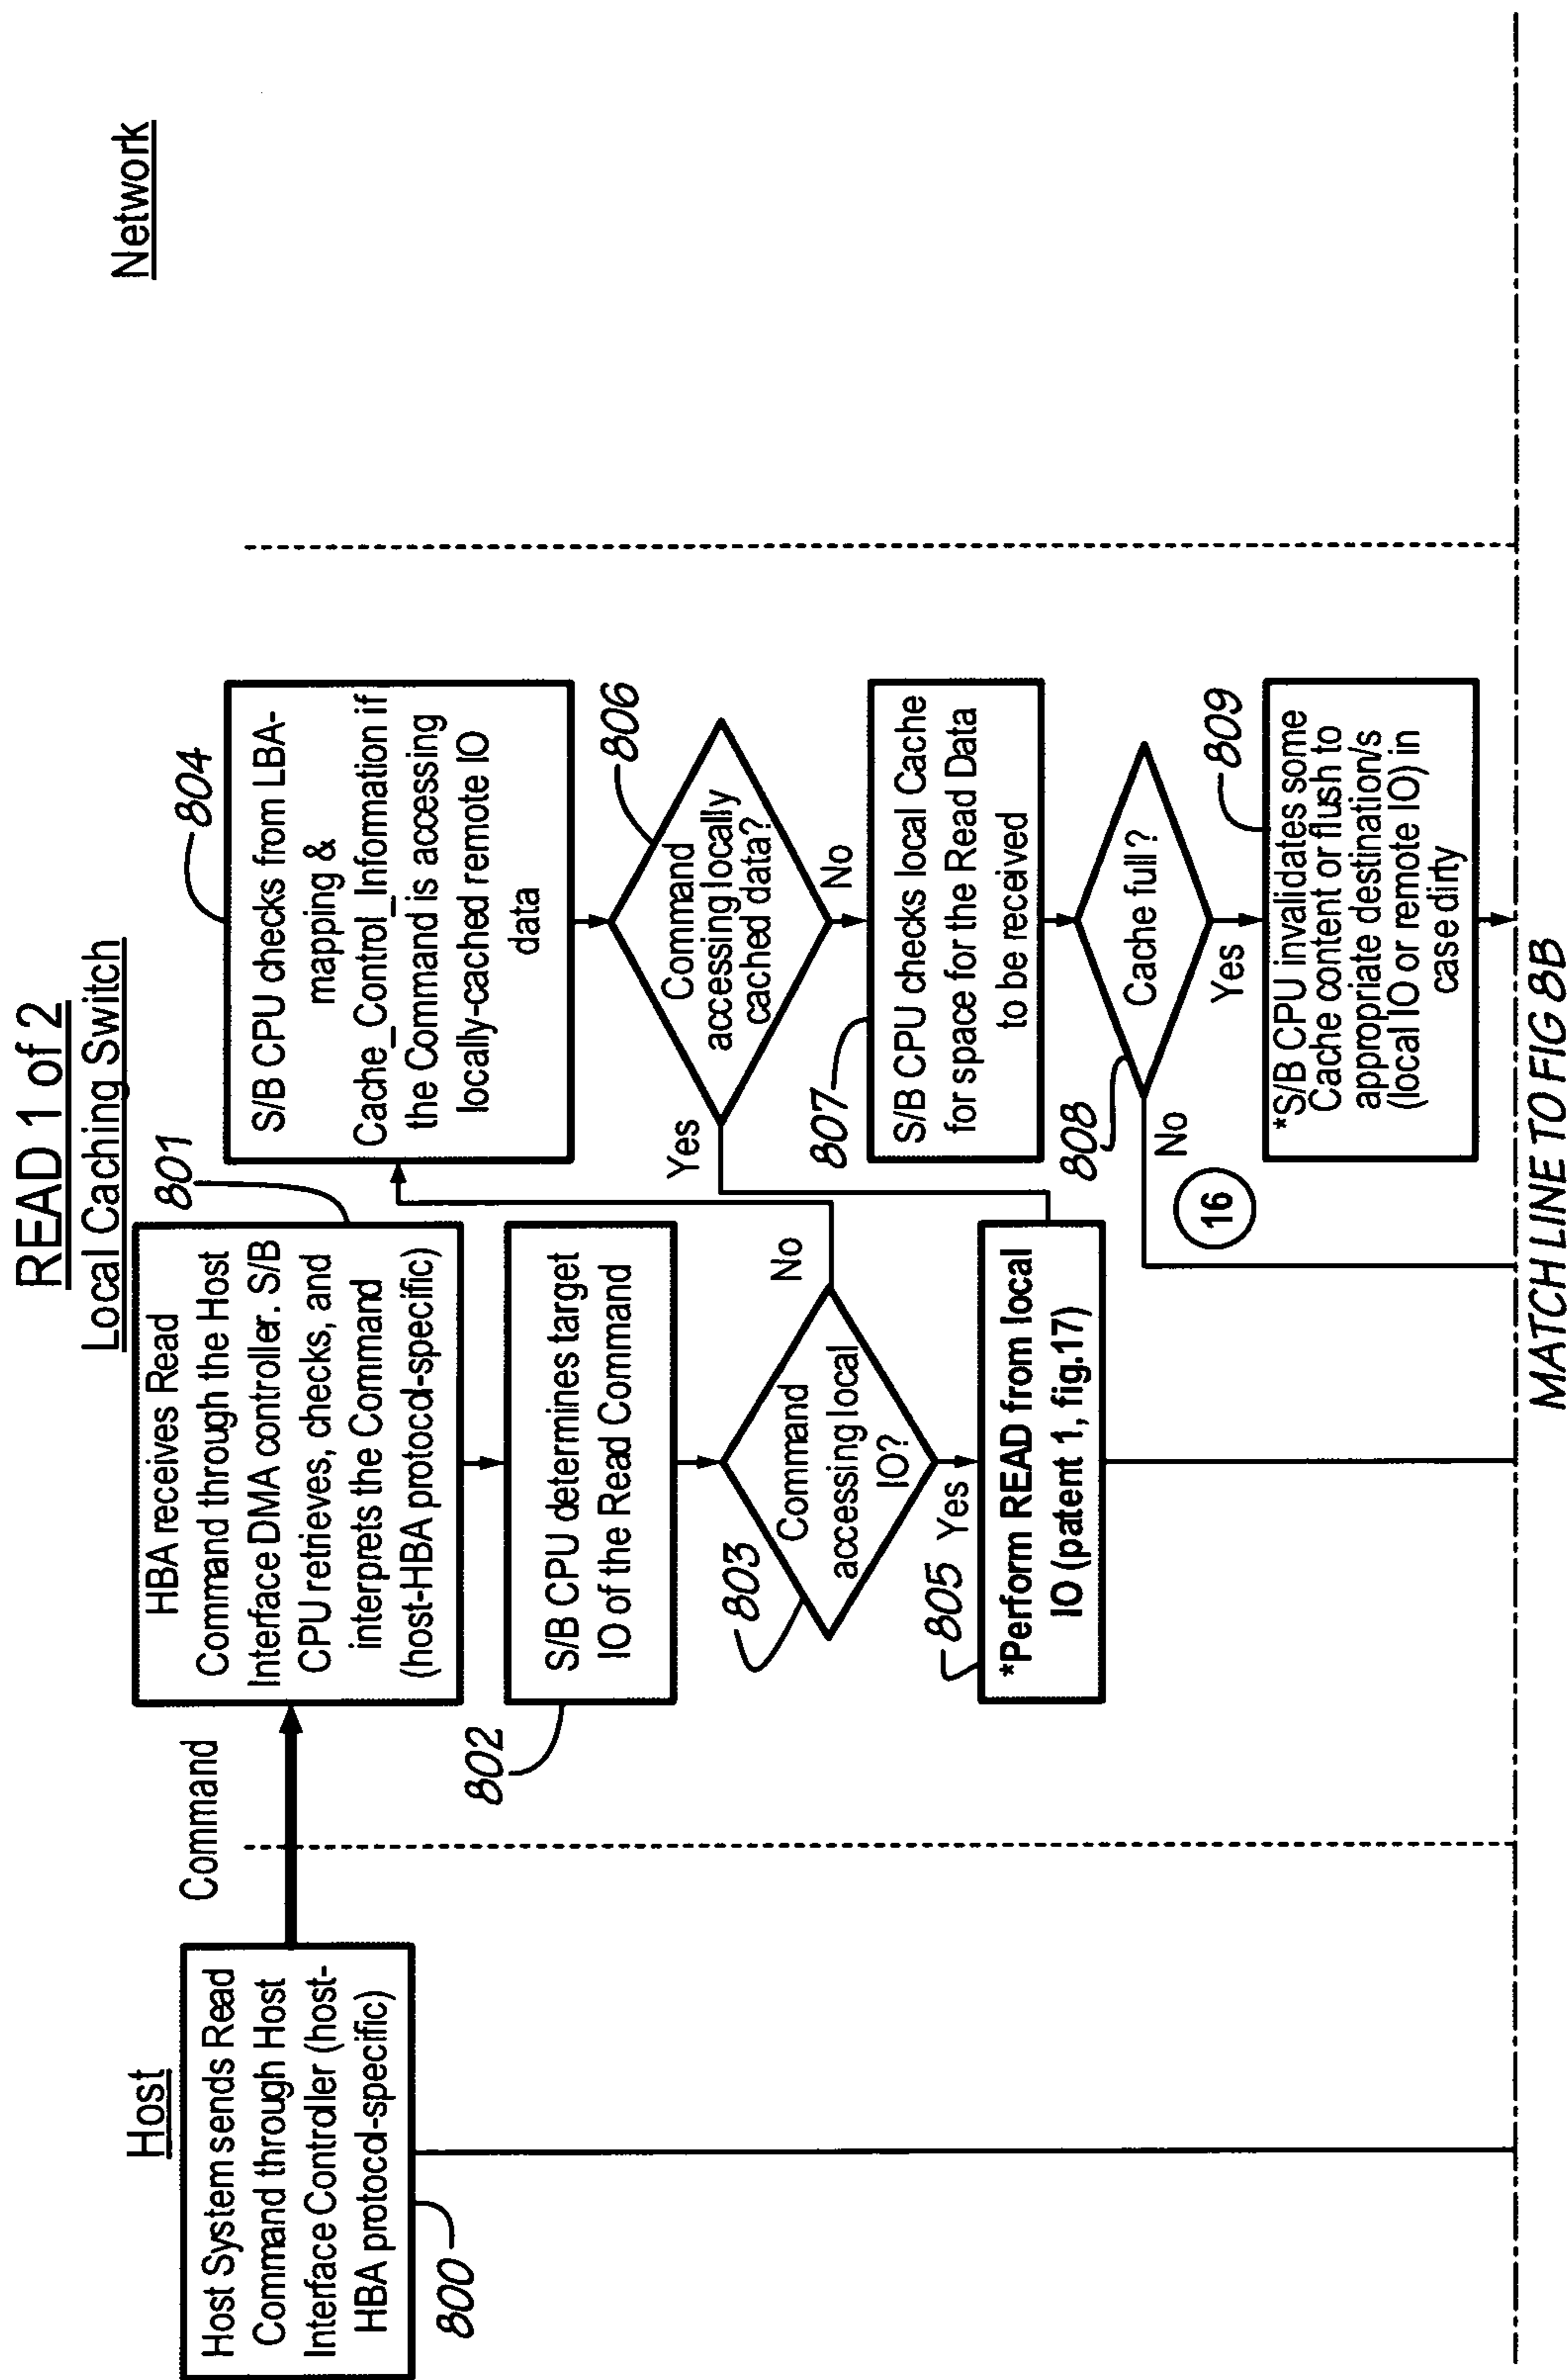 READ 1 of 2
Local Caching Switch
Host
Network
Host System sends Read
Command through Host
Interface Controller (host-
HBA protocol-specific)
800
Command
HBA receives Read
Command through the Host
Interface DMA controller. S/B
CPU retrieves, checks, and
interprets the Command
(host-HBA protocol-specific)
801
S/B CPU determines target
IO of the Read Command
802
Command
accessing local
IO?
803
No
Yes
*Perform READ from local
IO (patent 1, fig.17)
805
S/B CPU checks from LBA-
mapping &
Cache_Control_Information if
the Command is accessing
locally-cached remote IO
data
804
Command
accessing locally
cached data?
806
Yes
No
S/B CPU checks local Cache
for space for the Read Data
to be received
807
Cache full?
808
No
Yes
16
*S/B CPU invalidates some
Cache content or flush to
appropriate destination/s
(local IO or remote IO) in
case dirty
809
MATCH LINE TO FIG 8B